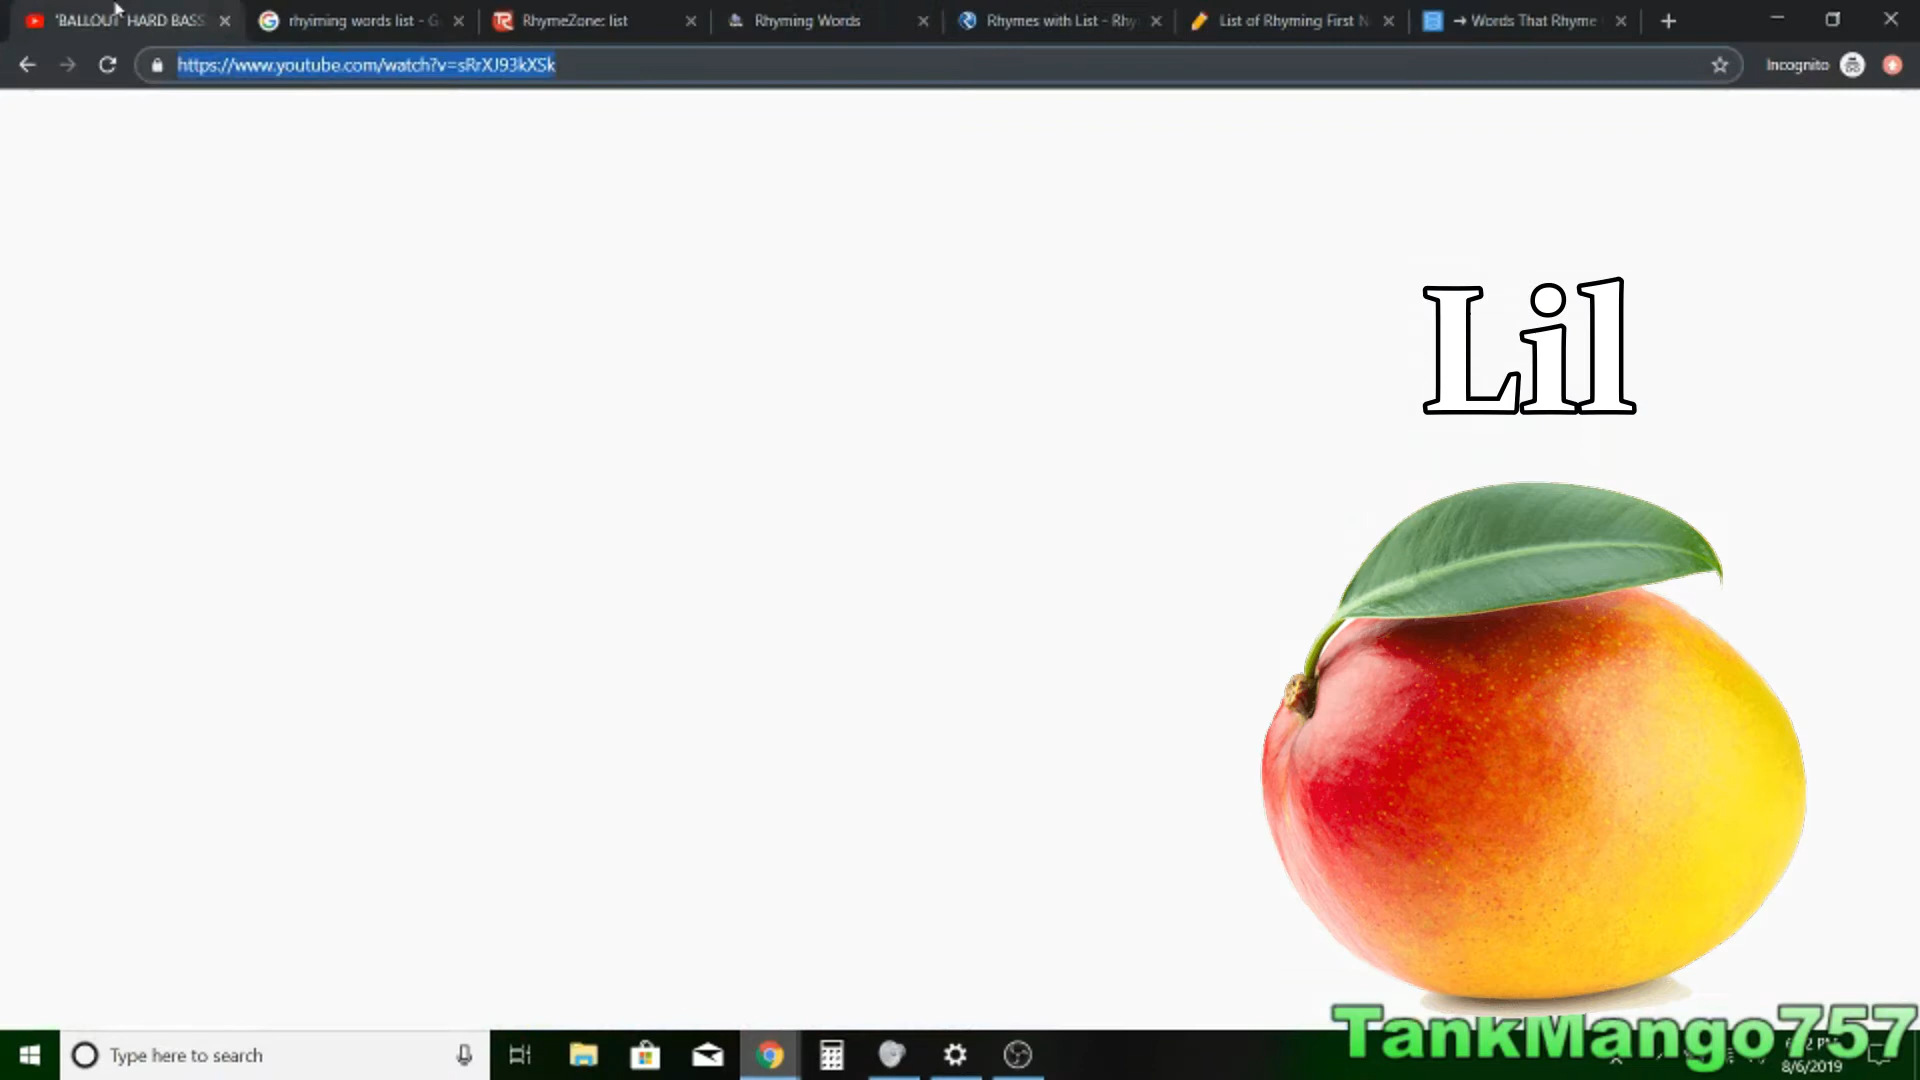 'BALLOUT' HARD BASS
rhyiming words list - G
RhymeZone: list
Rhyming Words
Rhymes with List - Rhy
List of Rhyming First N
→ Words That Rhyme
https://www.youtube.com/watch?v=sRrXJ93kXSk
Incognito
Lil
TankMango757
Type here to search
8/6/2019